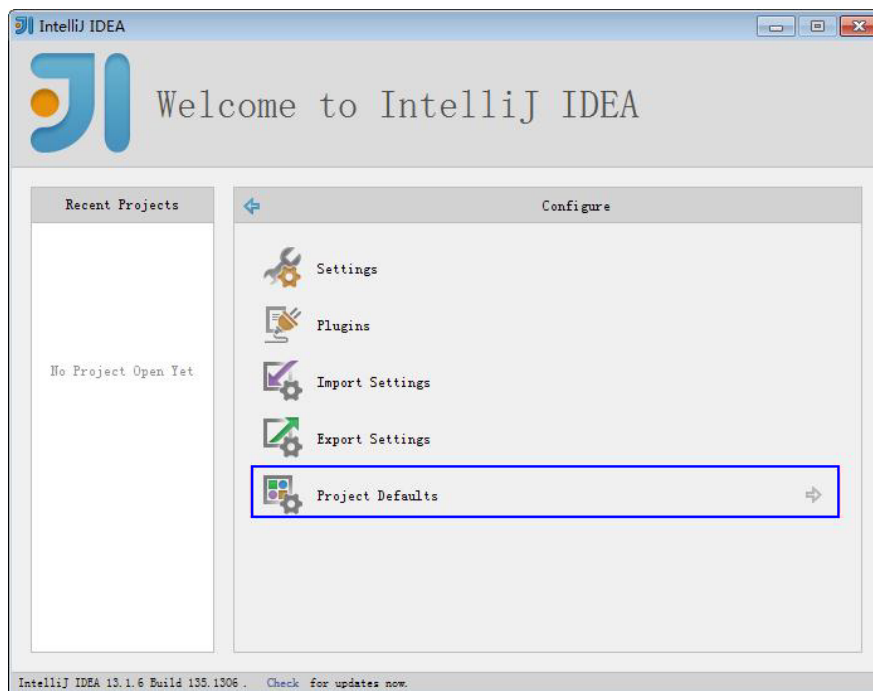 IntelliJ IDEA
Welcome to IntelliJ IDEA
Recent Projects
Configure
No Project Open Yet
Settings
Plugins
Import Settings
Export Settings
Project Defaults
IntelliJ IDEA 13.1.6 Build 135.1306. Check for updates now.